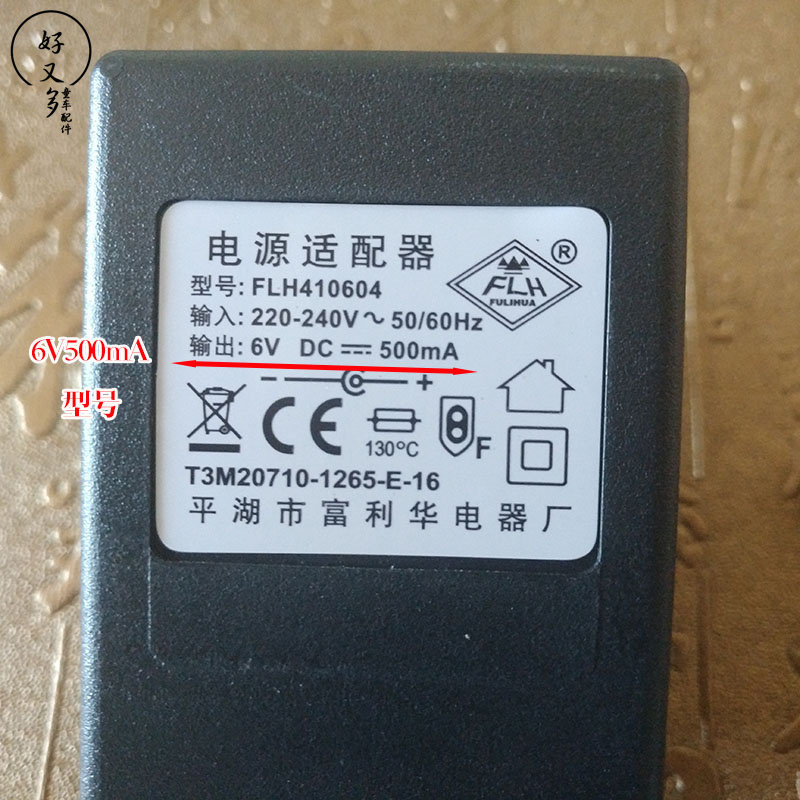 好又多
童车配件
电源适配器
型号: FLH410604
输入: 220-240V～50/60Hz
输出: 6V DC⎓500mA
FLH
FULIHUA
®
6V500mA
型号
- +
CE
130°C
F
T3M20710-1265-E-16
平湖市富利华电器厂